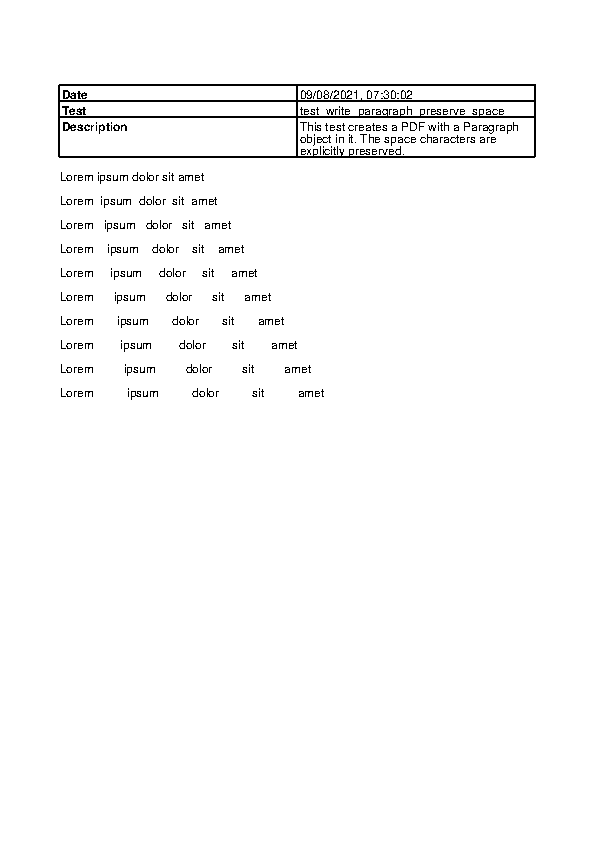 Date 09/08/2021, 07:30:02
Test test_write_paragraph_preserve_space
Description This test creates a PDF with a Paragraph
object in it. The space characters are
explicitly preserved.
Lorem ipsum dolor sit amet
Lorem  ipsum  dolor  sit  amet
Lorem   ipsum   dolor   sit   amet
Lorem    ipsum    dolor    sit    amet
Lorem     ipsum     dolor     sit     amet
Lorem      ipsum      dolor      sit      amet
Lorem       ipsum       dolor       sit       amet
Lorem        ipsum        dolor        sit        amet
Lorem         ipsum         dolor         sit         amet
Lorem          ipsum          dolor          sit          amet